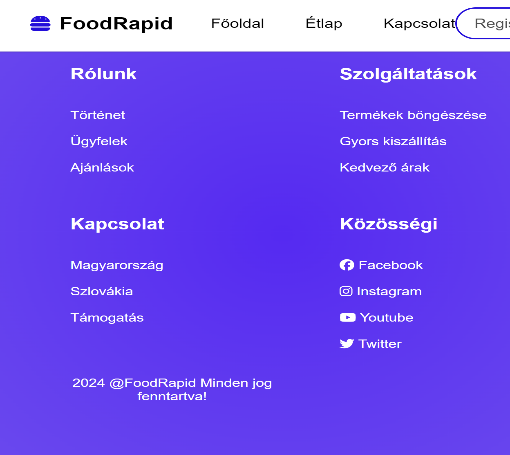 FoodRapid Főoldal Étlap Kapcsolat Regis
Rólunk
Történet
Ügyfelek
Ajánlások
Szolgáltatások
Termékek böngészése
Gyors kiszállítás
Kedvező árak
Kapcsolat
Magyarország
Szlovákia
Támogatás
Közösségi
Facebook
Instagram
Youtube
Twitter
2024 @FoodRapid Minden jog
fenntartva!